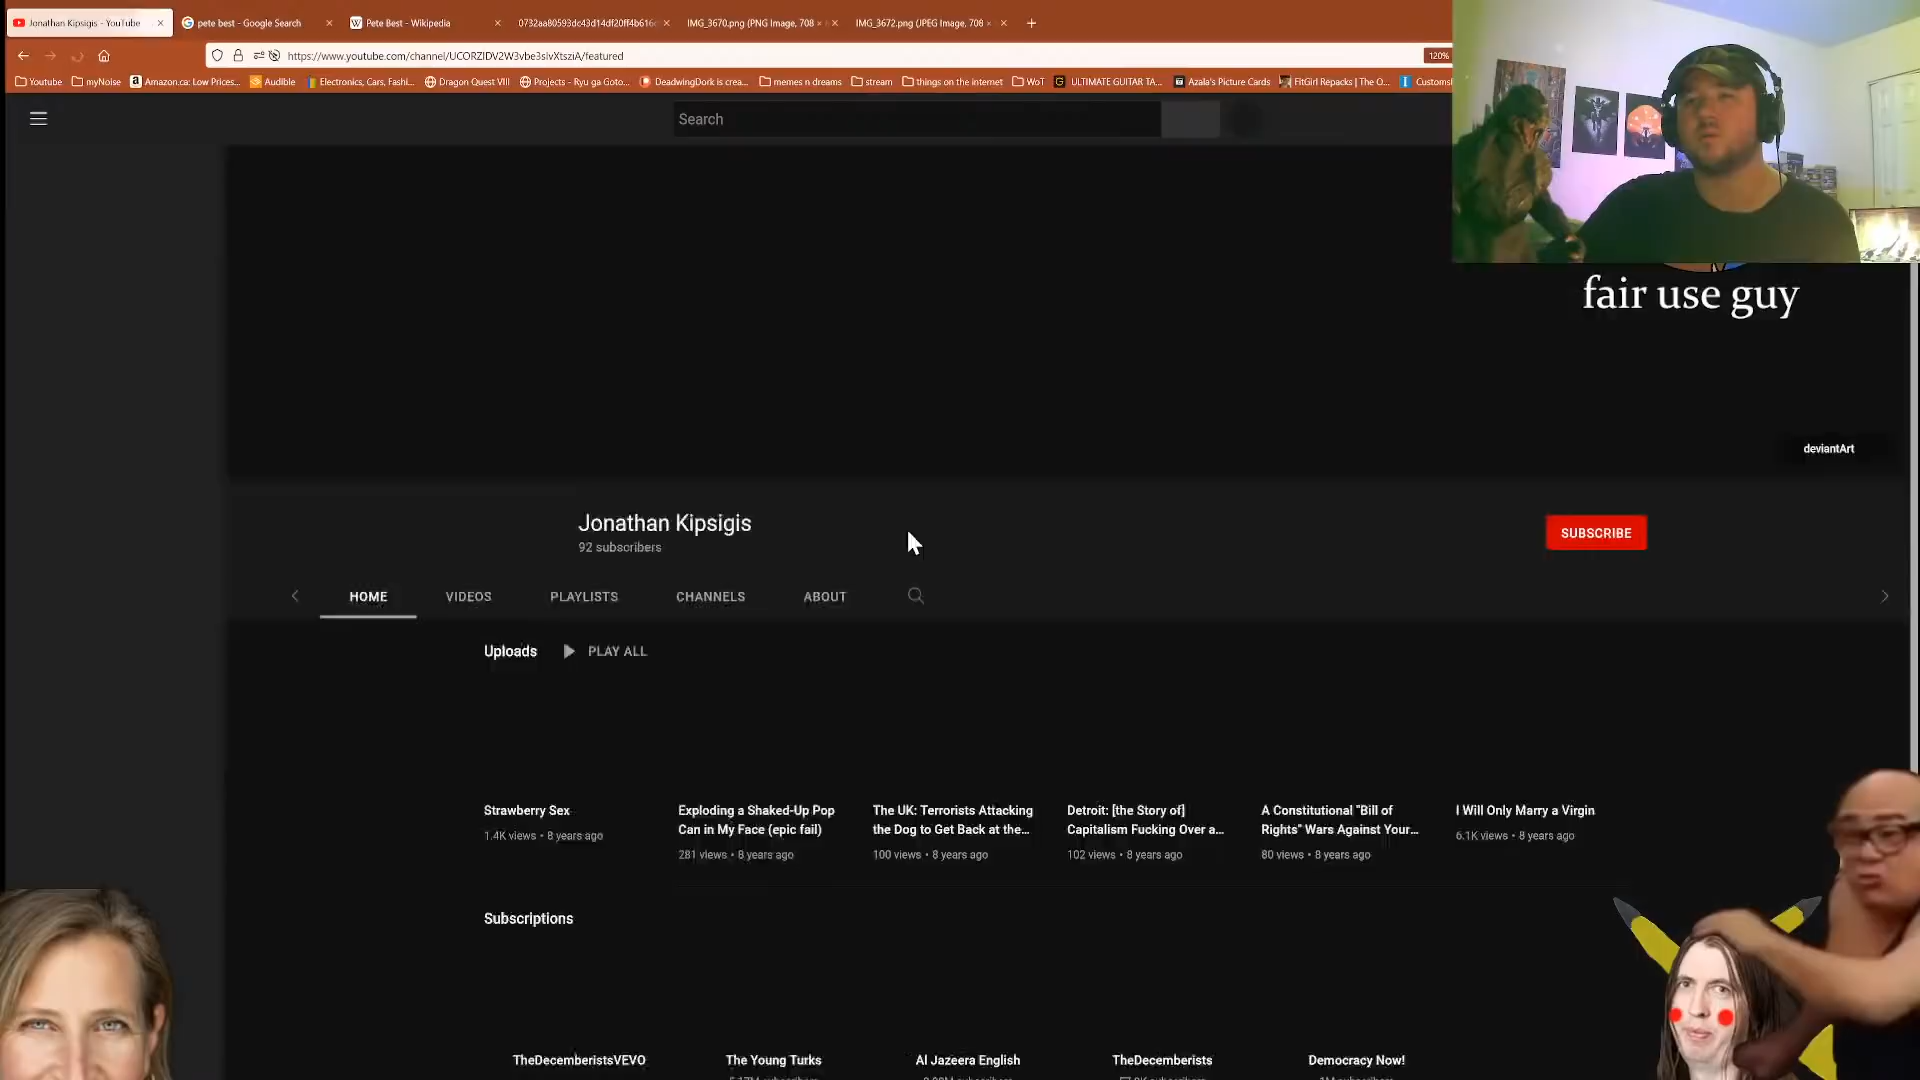 Jonathan Kipsigis - YouTube
pete best - Google Search
Pete Best - Wikipedia
0732aa80593dc43d14df20ff4b616
IMG_3670.png (PNG Image, 708 ×
IMG_3672.png (JPEG Image, 708 ×
https://www.youtube.com/channel/UCORZIDV2W3vbe3slvXtsziA/featured
120%
Youtube
myNoise
Amazon.ca: Low Prices...
Audible
Electronics, Cars, Fashi...
Dragon Quest VIII
Projects - Ryu ga Goto...
DeadwingDork is crea...
memes n dreams
stream
things on the internet
WoT
ULTIMATE GUITAR TA...
Azala's Picture Cards
FitGirl Repacks | The O...
Customs
Search
fair use guy
deviantArt
Jonathan Kipsigis
92 subscribers
SUBSCRIBE
HOME
VIDEOS
PLAYLISTS
CHANNELS
ABOUT
Uploads
PLAY ALL
Strawberry Sex
1.4K views • 8 years ago
Exploding a Shaked-Up Pop
Can in My Face (epic fail)
281 views • 8 years ago
The UK: Terrorists Attacking
the Dog to Get Back at the...
100 views • 8 years ago
Detroit: [the Story of]
Capitalism Fucking Over a...
102 views • 8 years ago
A Constitutional "Bill of
Rights" Wars Against Your...
80 views • 8 years ago
I Will Only Marry a Virgin
6.1K views • 8 years ago
Subscriptions
TheDecemberistsVEVO
The Young Turks
Al Jazeera English
TheDecemberists
Democracy Now!